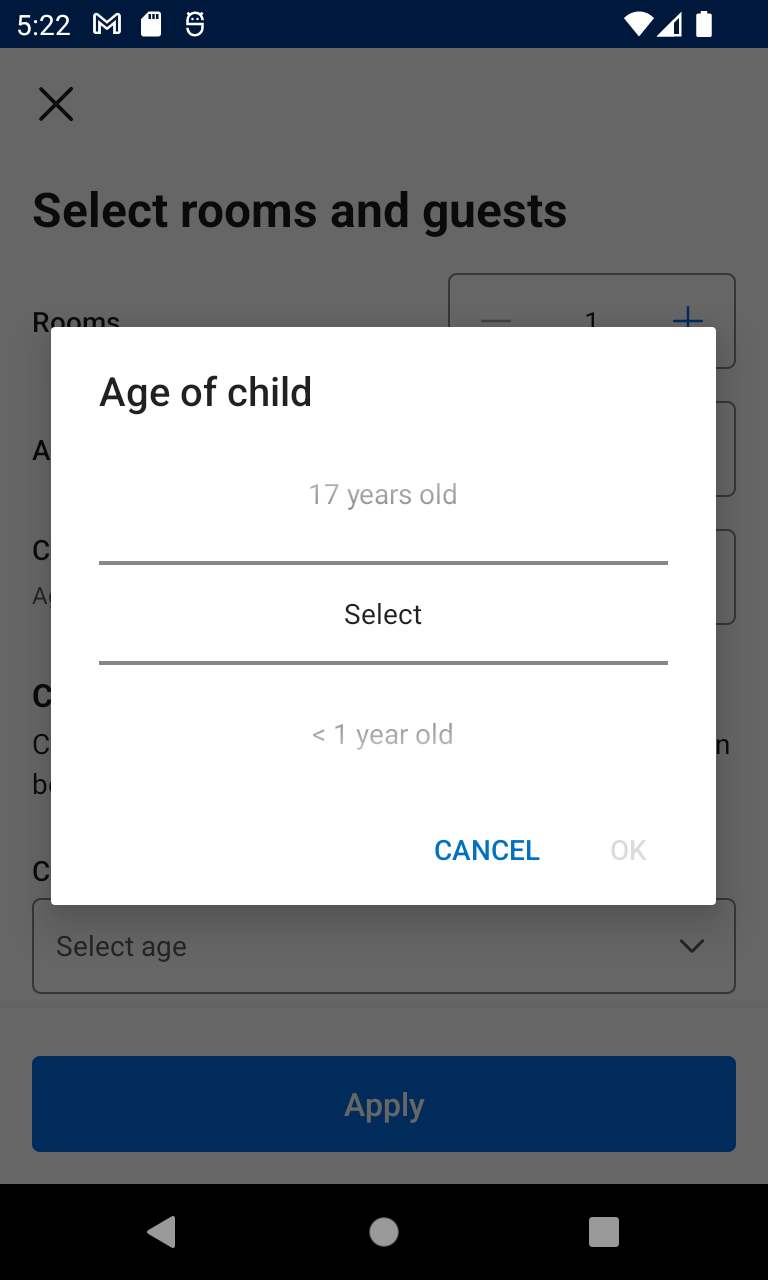 5:22
Select rooms and guests
Rooms
1
Age of child
17 years old
Select
< 1 year old
CANCEL
OK
Select age
Apply